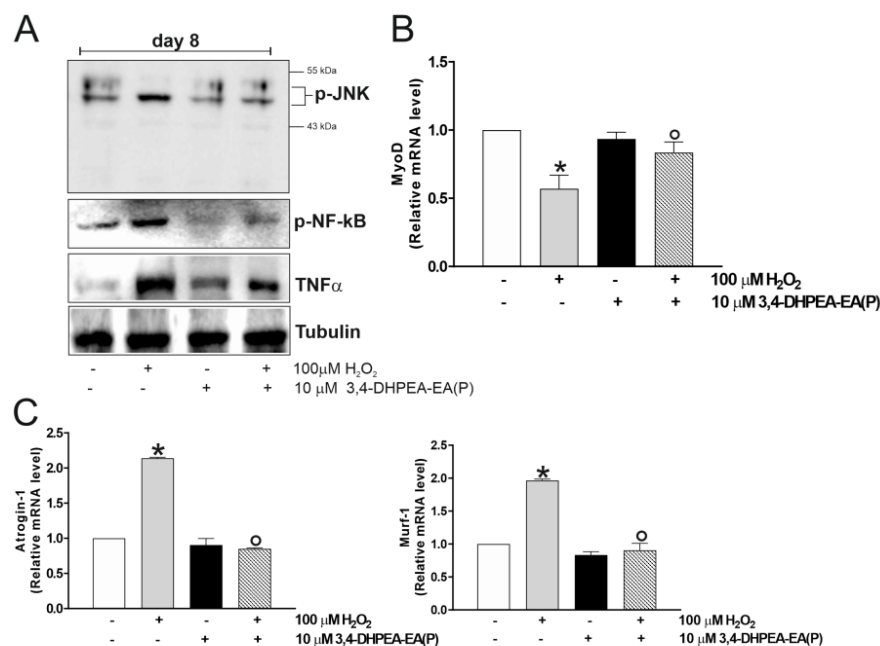 A
day 8
55 kDa
p-JNK
43 kDa
p-NF-kB
TNFα
Tubulin
- + - + 100µM H₂O₂
- - + + 10 µM 3,4-DHPEA-EA(P)
B
MyoD
(Relative mRNA level)
1.5
1.0
0.5
0.0
*
o
- + - + 100 µM H₂O₂
- - + + 10 µM 3,4-DHPEA-EA(P)
C
Atrogin-1
(Relative mRNA level)
2.5
2.0
1.5
1.0
0.5
0.0
*
o
- + - + 100 µM H₂O₂
- - + + 10 µM 3,4-DHPEA-EA(P)
Murf-1
(Relative mRNA level)
2.5
2.0
1.5
1.0
0.5
0.0
*
o
- + - + 100 µM H₂O₂
- - + + 10 µM 3,4-DHPEA-EA(P)